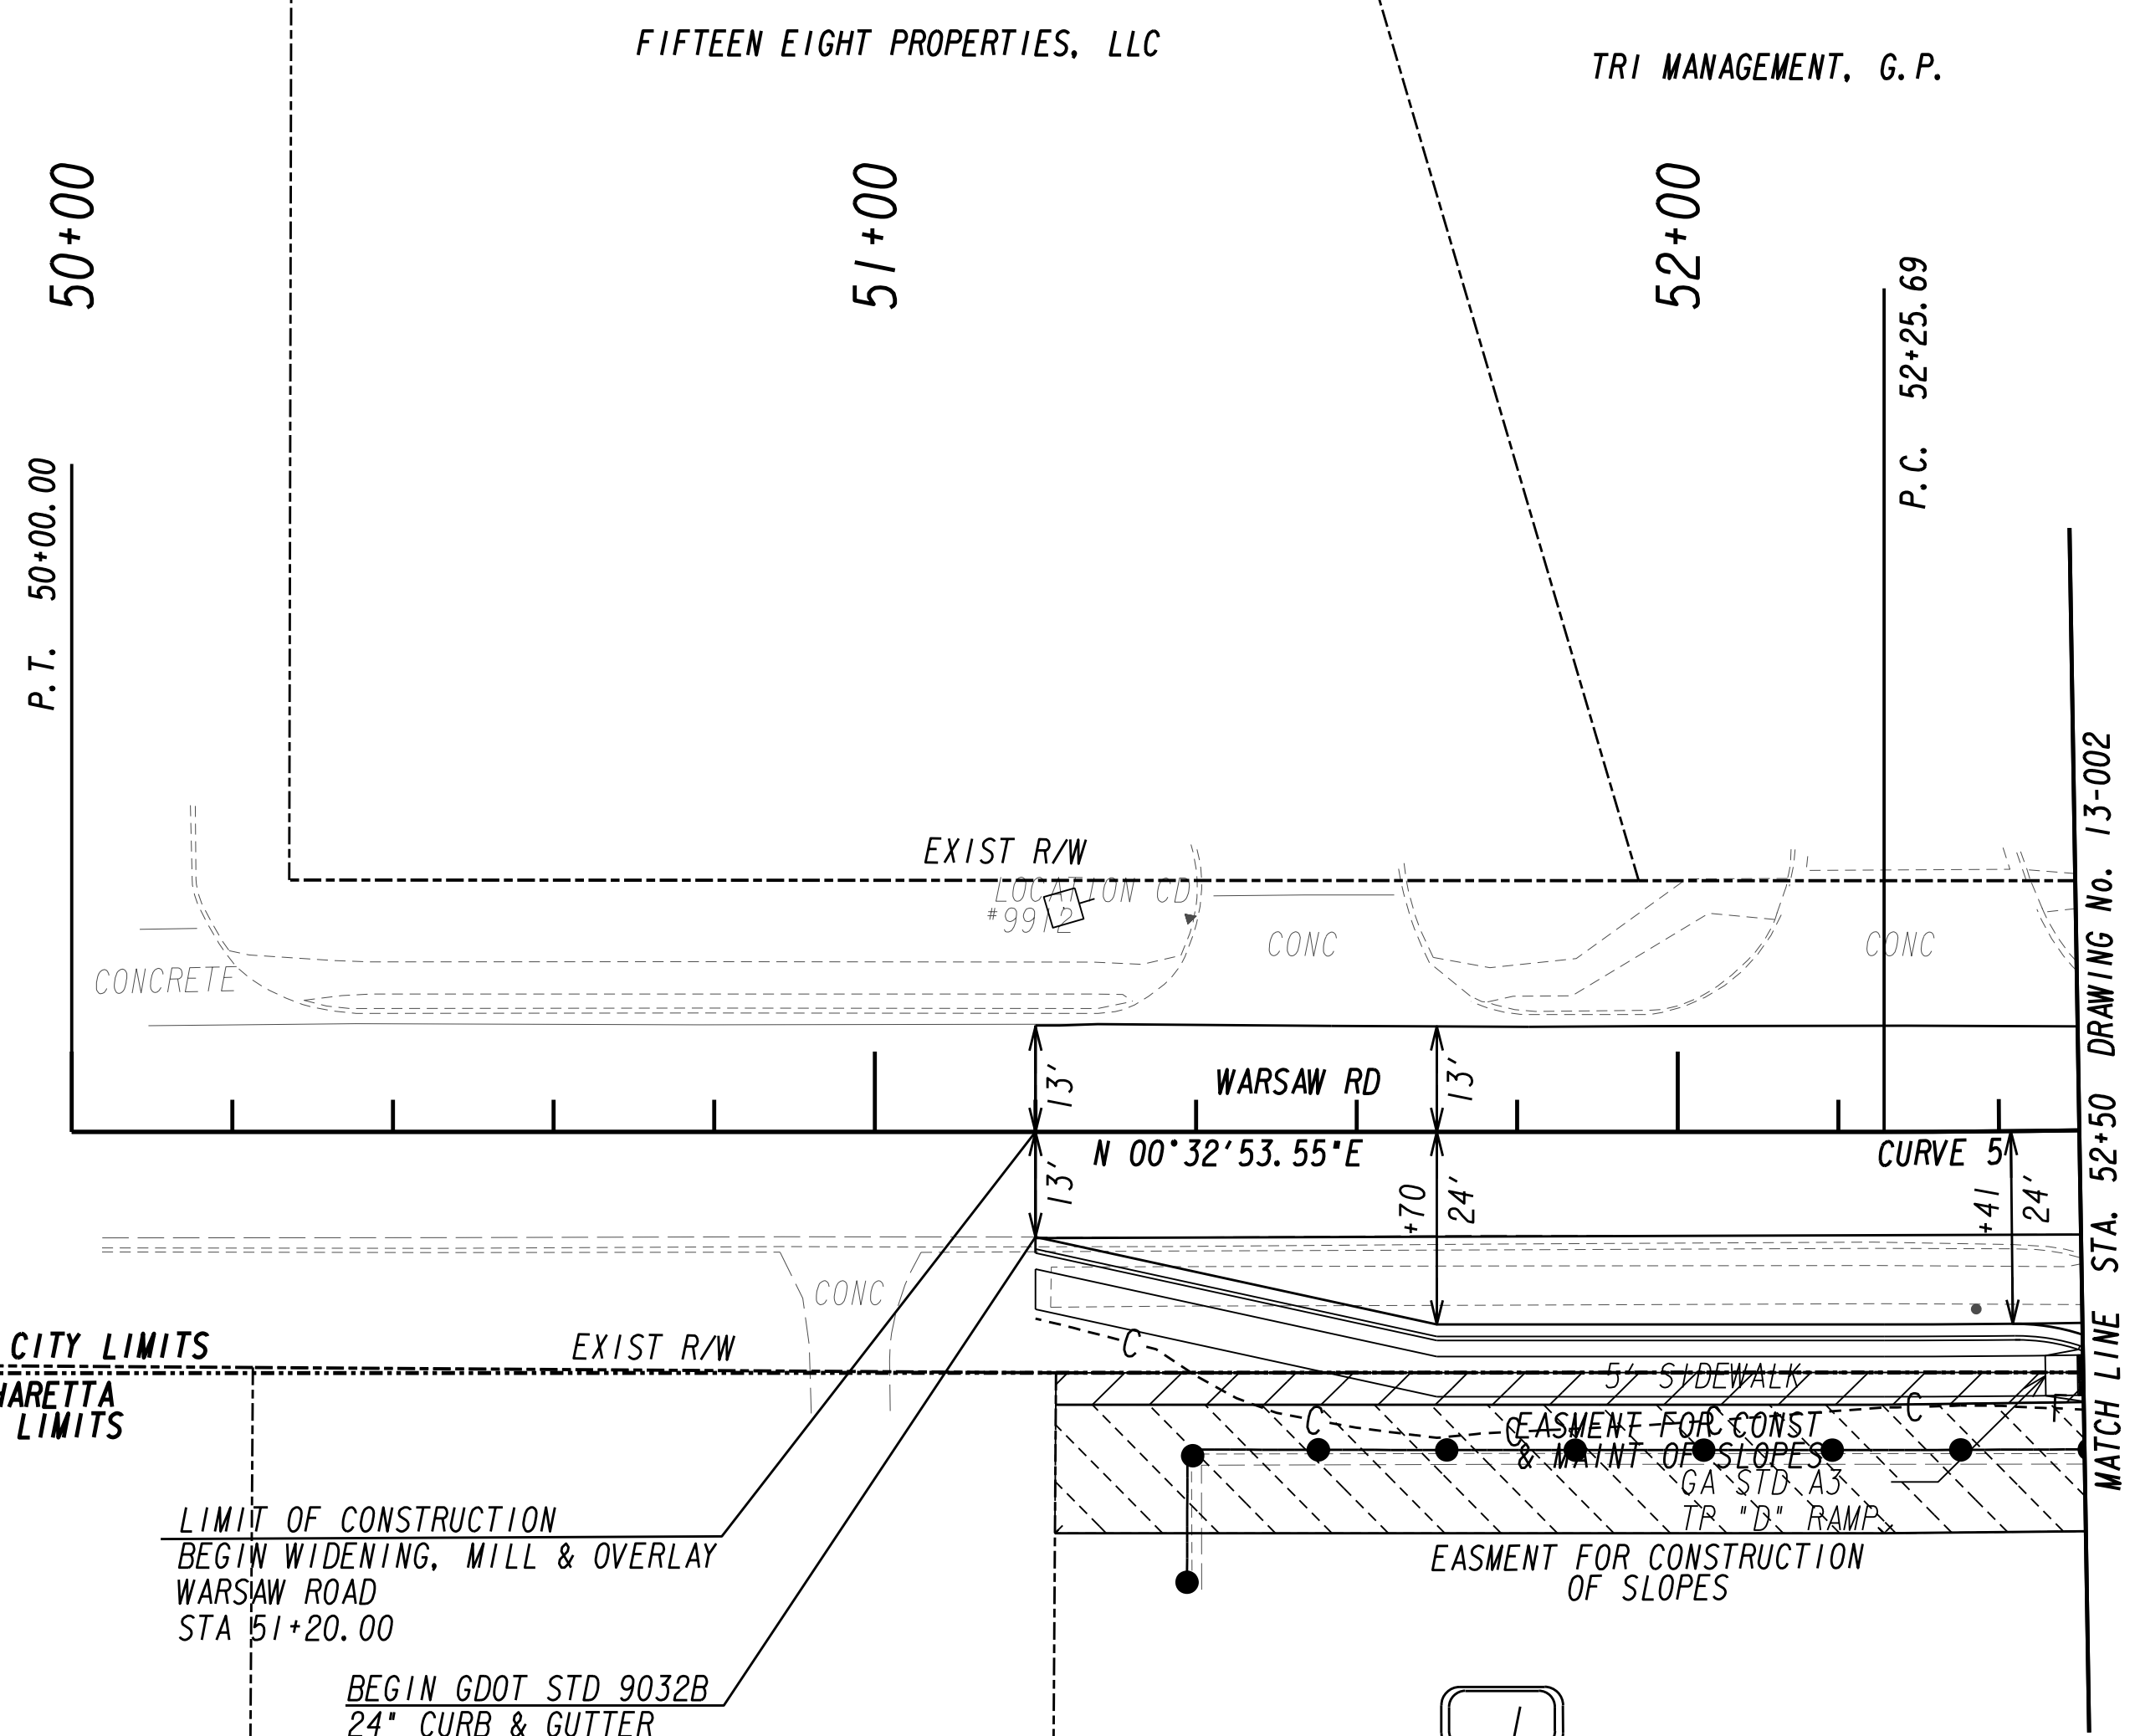 FIFTEEN EIGHT PROPERTIES, LLC
TRI MANAGEMENT, G.P.
50+00
51+00
52+00
P.T. 50+00.00
P.C. 52+25.69
EXIST R/W
LOCATION CD
#9912
CONC
CONC
CONCRETE
WARSAW RD
13'
13'
N 00°32'53.55"E
CURVE 5
13'
+70
24'
+41
24'
CONC
CITY LIMITS
EXIST R/W
LIMITS
C
C
C
C
C
F
5' SIDEWALK
EASMENT FOR CONST
& MAINT OF SLOPES
GA STD A3
TP "D" RAMP
EASMENT FOR CONSTRUCTION
OF SLOPES
LIMIT OF CONSTRUCTION
BEGIN WIDENING, MILL & OVERLAY
WARSAW ROAD
STA 51+20.00
BEGIN GDOT STD 9032B
24" CURB & GUTTER
MATCH LINE STA. 52+50 DRAWING No. 13-002